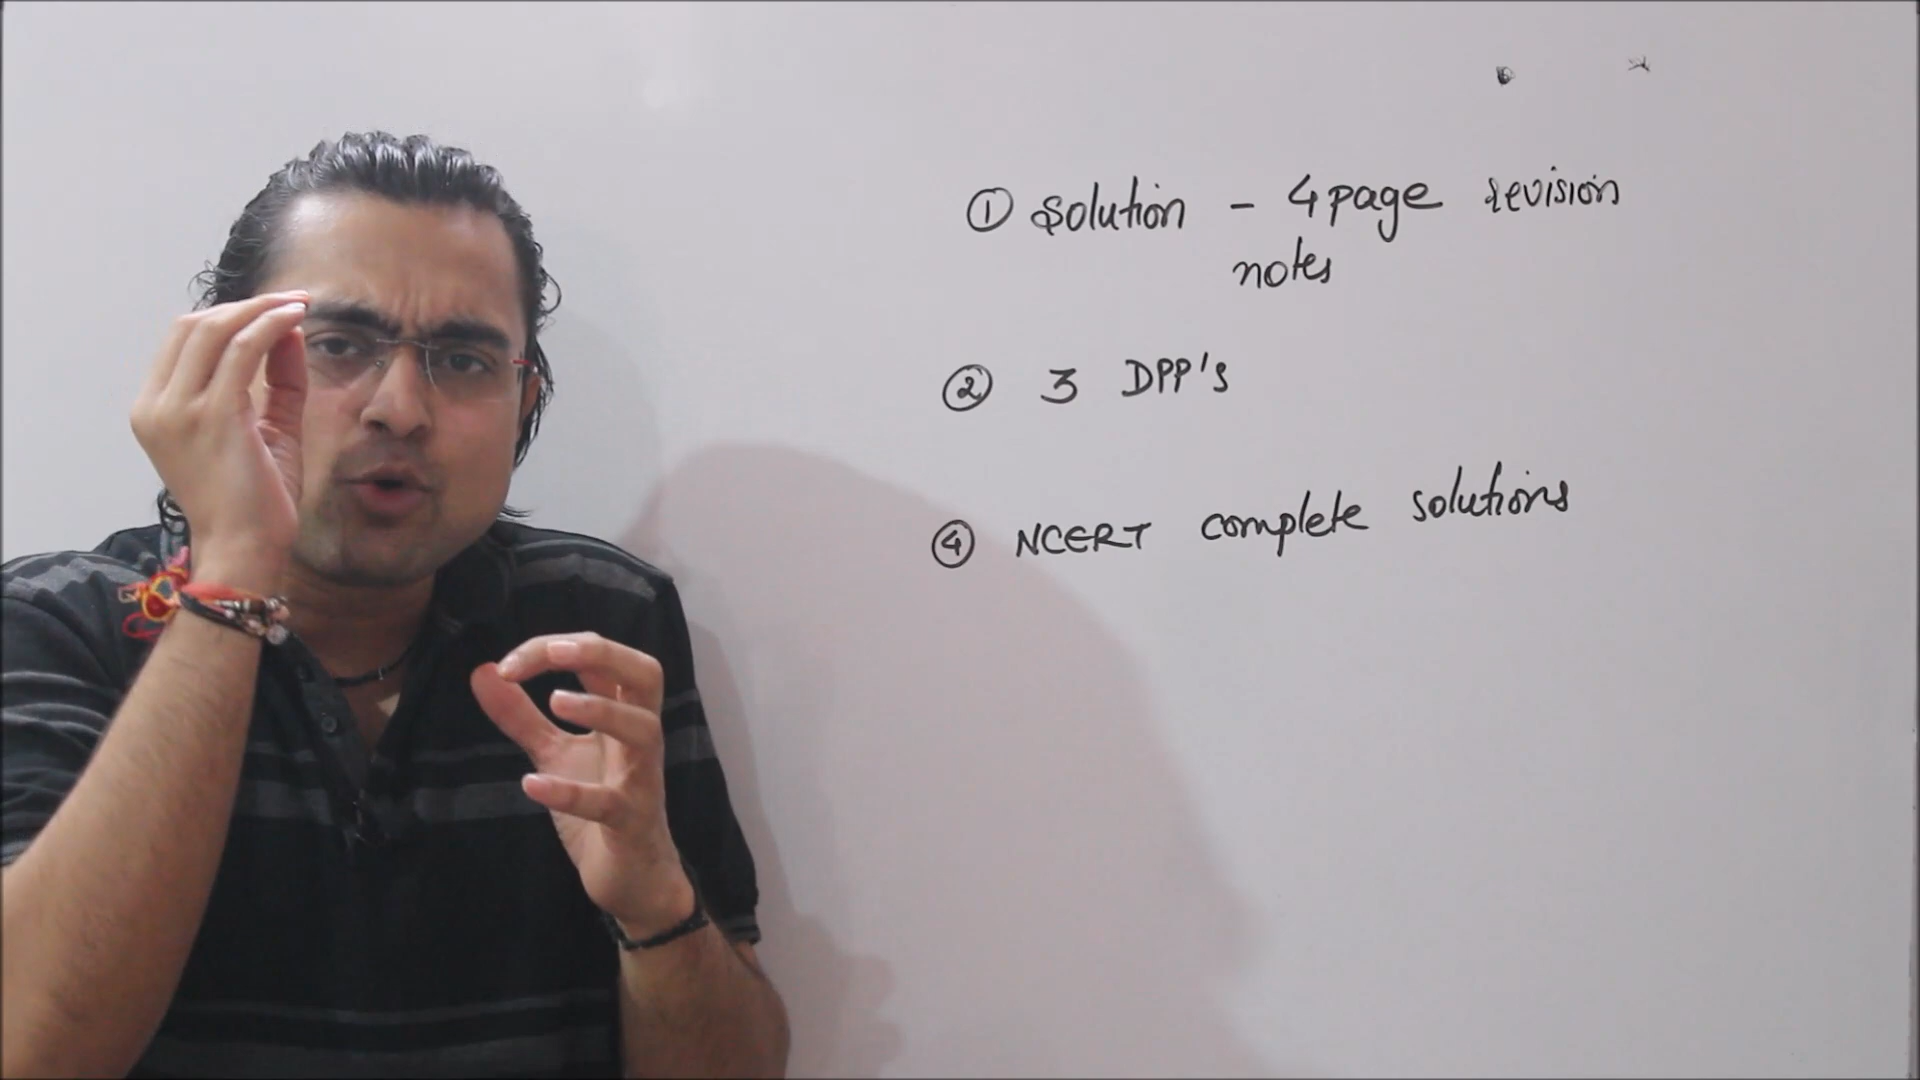 ① Solution - 4 page revision
notes
② 3 DPP's
④ NCERT complete solutions